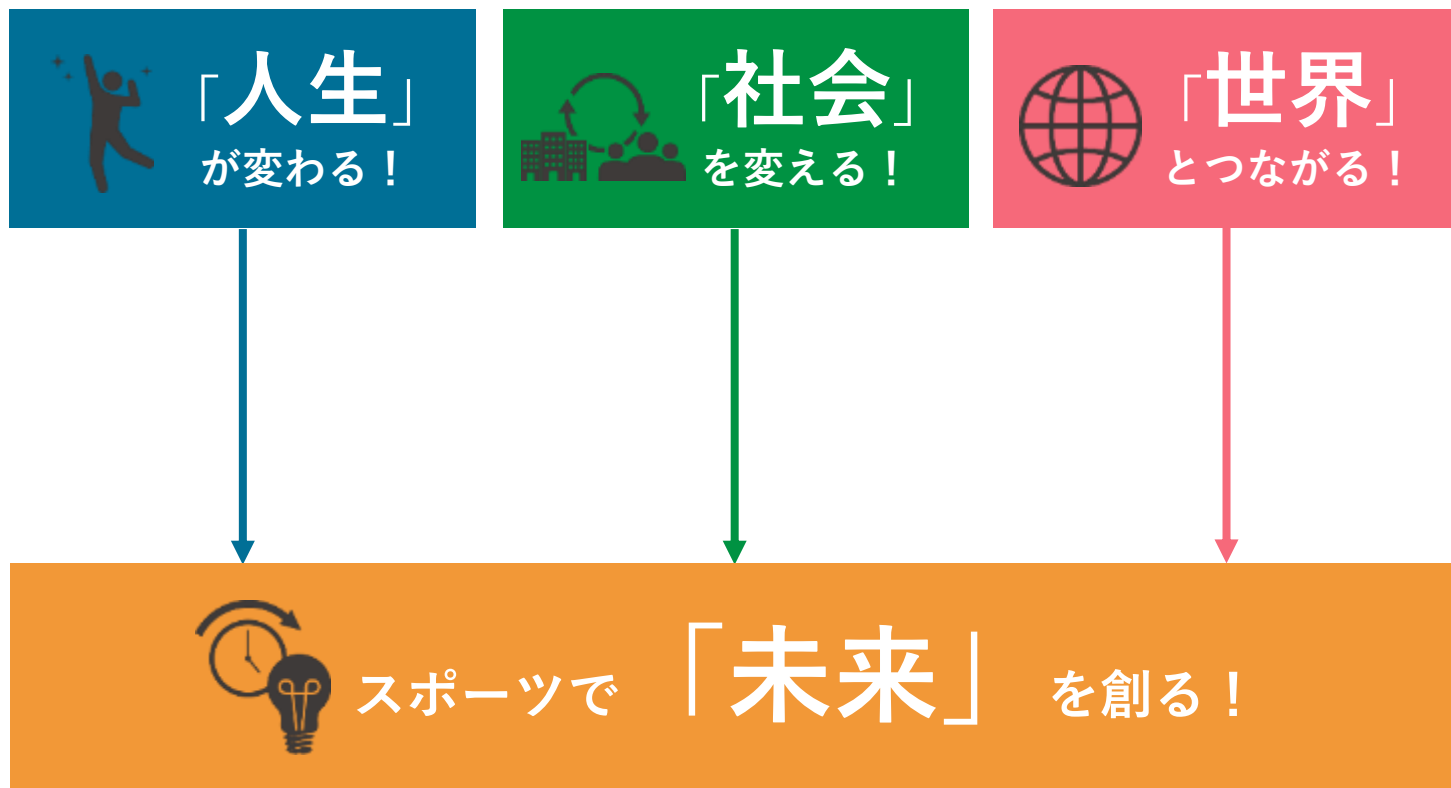 「人生」
が変わる！
「社会」
を変える！
「世界」
とつながる！
スポーツで「未来」を創る！